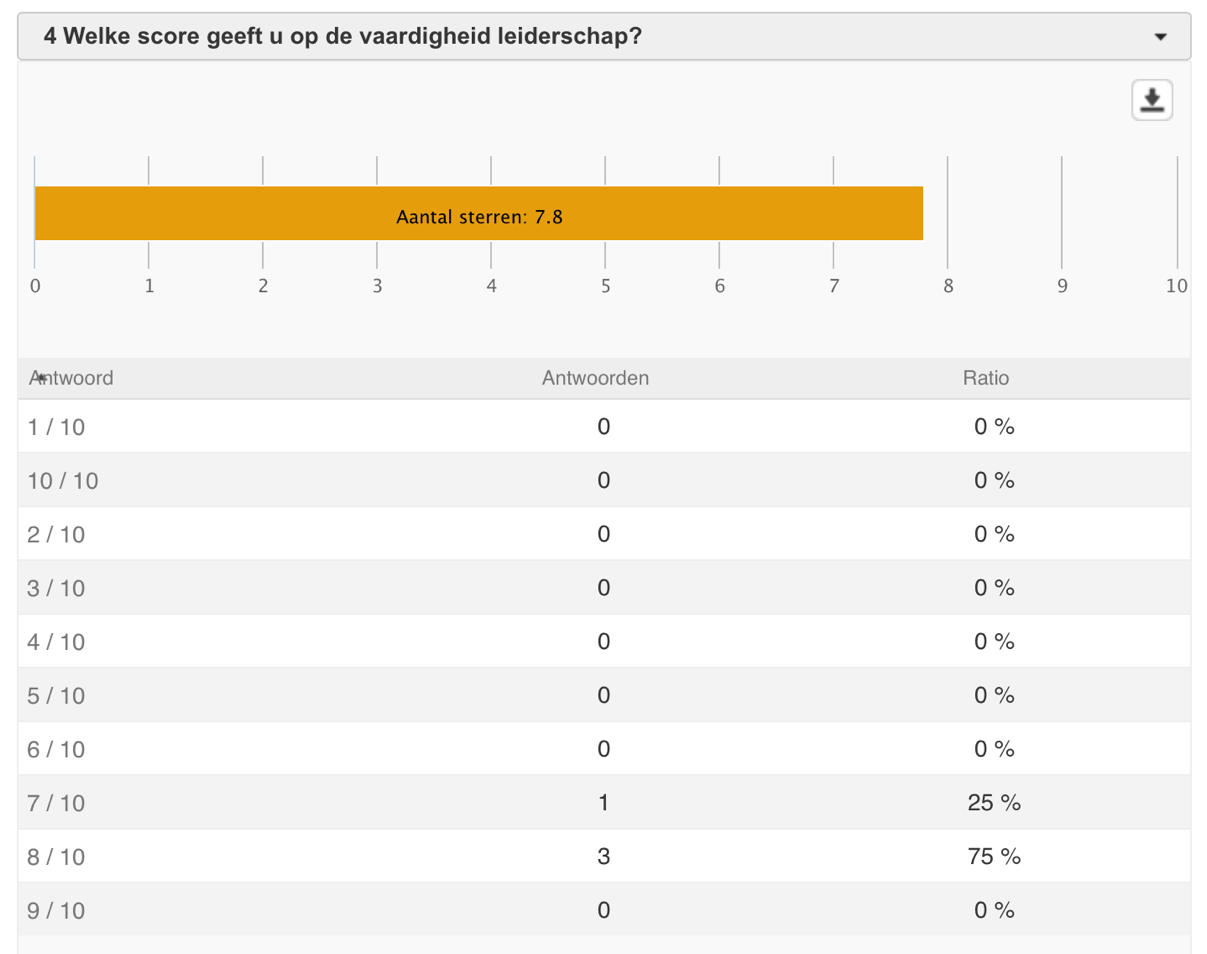 4 Welke score geeft u op de vaardigheid leiderschap?
Aantal sterren: 7.8
0 1 2 3 4 5 6 7 8 9 10
Antwoord Antwoorden Ratio
1 / 10 0 0 %
10 / 10 0 0 %
2 / 10 0 0 %
3 / 10 0 0 %
4 / 10 0 0 %
5 / 10 0 0 %
6 / 10 0 0 %
7 / 10 1 25 %
8 / 10 3 75 %
9 / 10 0 0 %